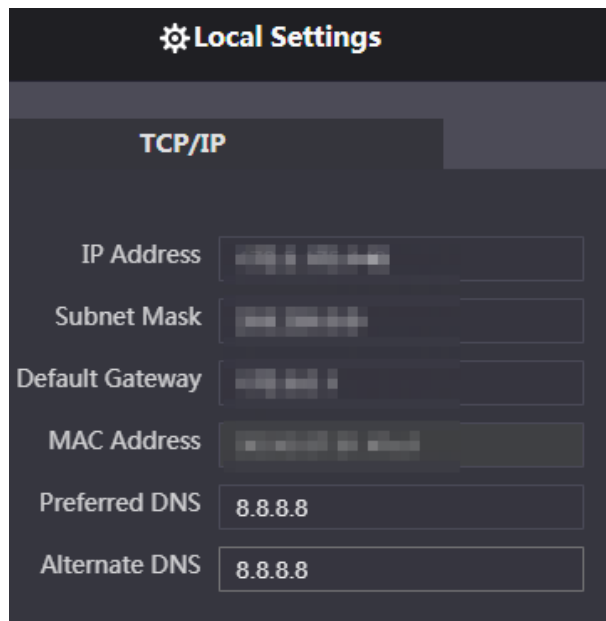 Local Settings
TCP/IP
IP Address
Subnet Mask
Default Gateway
MAC Address
Preferred DNS 8.8.8.8
Alternate DNS 8.8.8.8